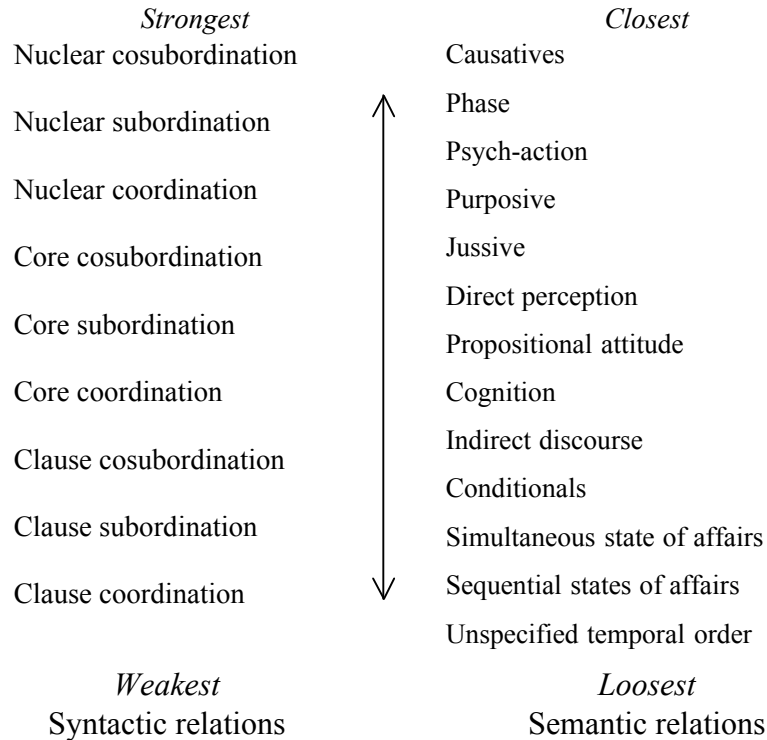 Strongest
Nuclear cosubordination
Nuclear subordination
Nuclear coordination
Core cosubordination
Core subordination
Core coordination
Clause cosubordination
Clause subordination
Clause coordination
Weakest
Syntactic relations
Closest
Causatives
Phase
Psych-action
Purposive
Jussive
Direct perception
Propositional attitude
Cognition
Indirect discourse
Conditionals
Simultaneous state of affairs
Sequential states of affairs
Unspecified temporal order
Loosest
Semantic relations